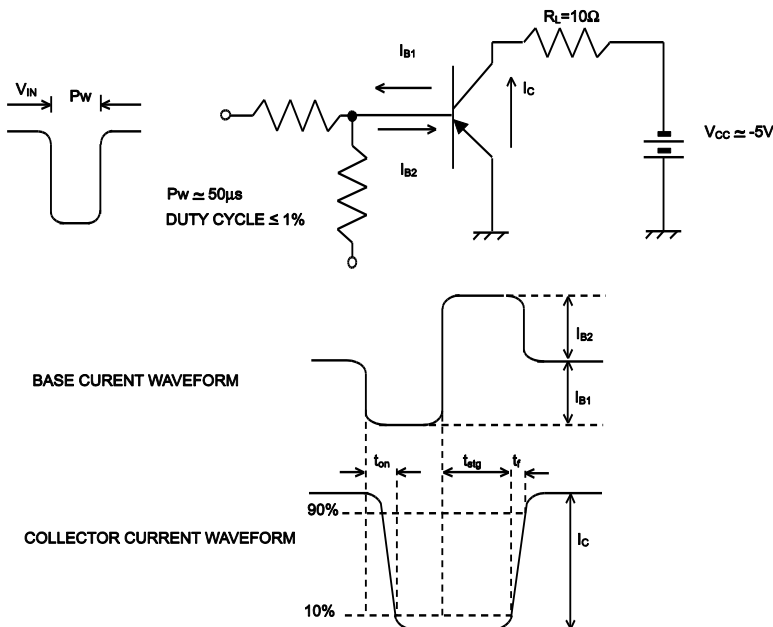 RL=10Ω
IB1
VIN
PW
IC
VCC ≃ -5V
IB2
PW ≃ 50μs
DUTY CYCLE ≤ 1%
IB2
BASE CURENT WAVEFORM
IB1
ton
tstg
tf
90%
COLLECTOR CURRENT WAVEFORM
IC
10%